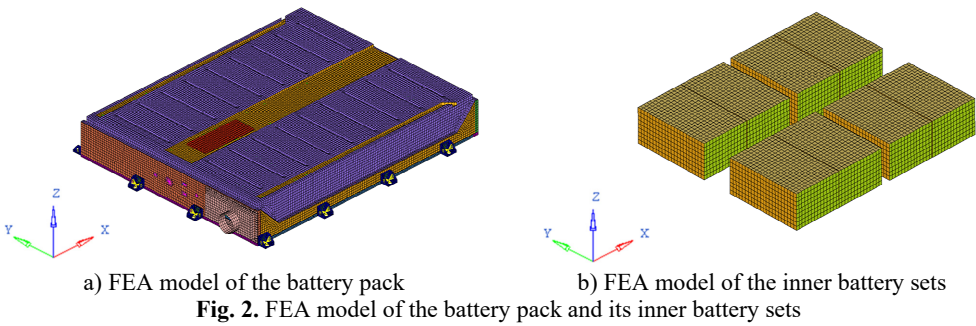 Z
Y
X
Z
Y
X
a) FEA model of the battery pack
b) FEA model of the inner battery sets
Fig. 2. FEA model of the battery pack and its inner battery sets